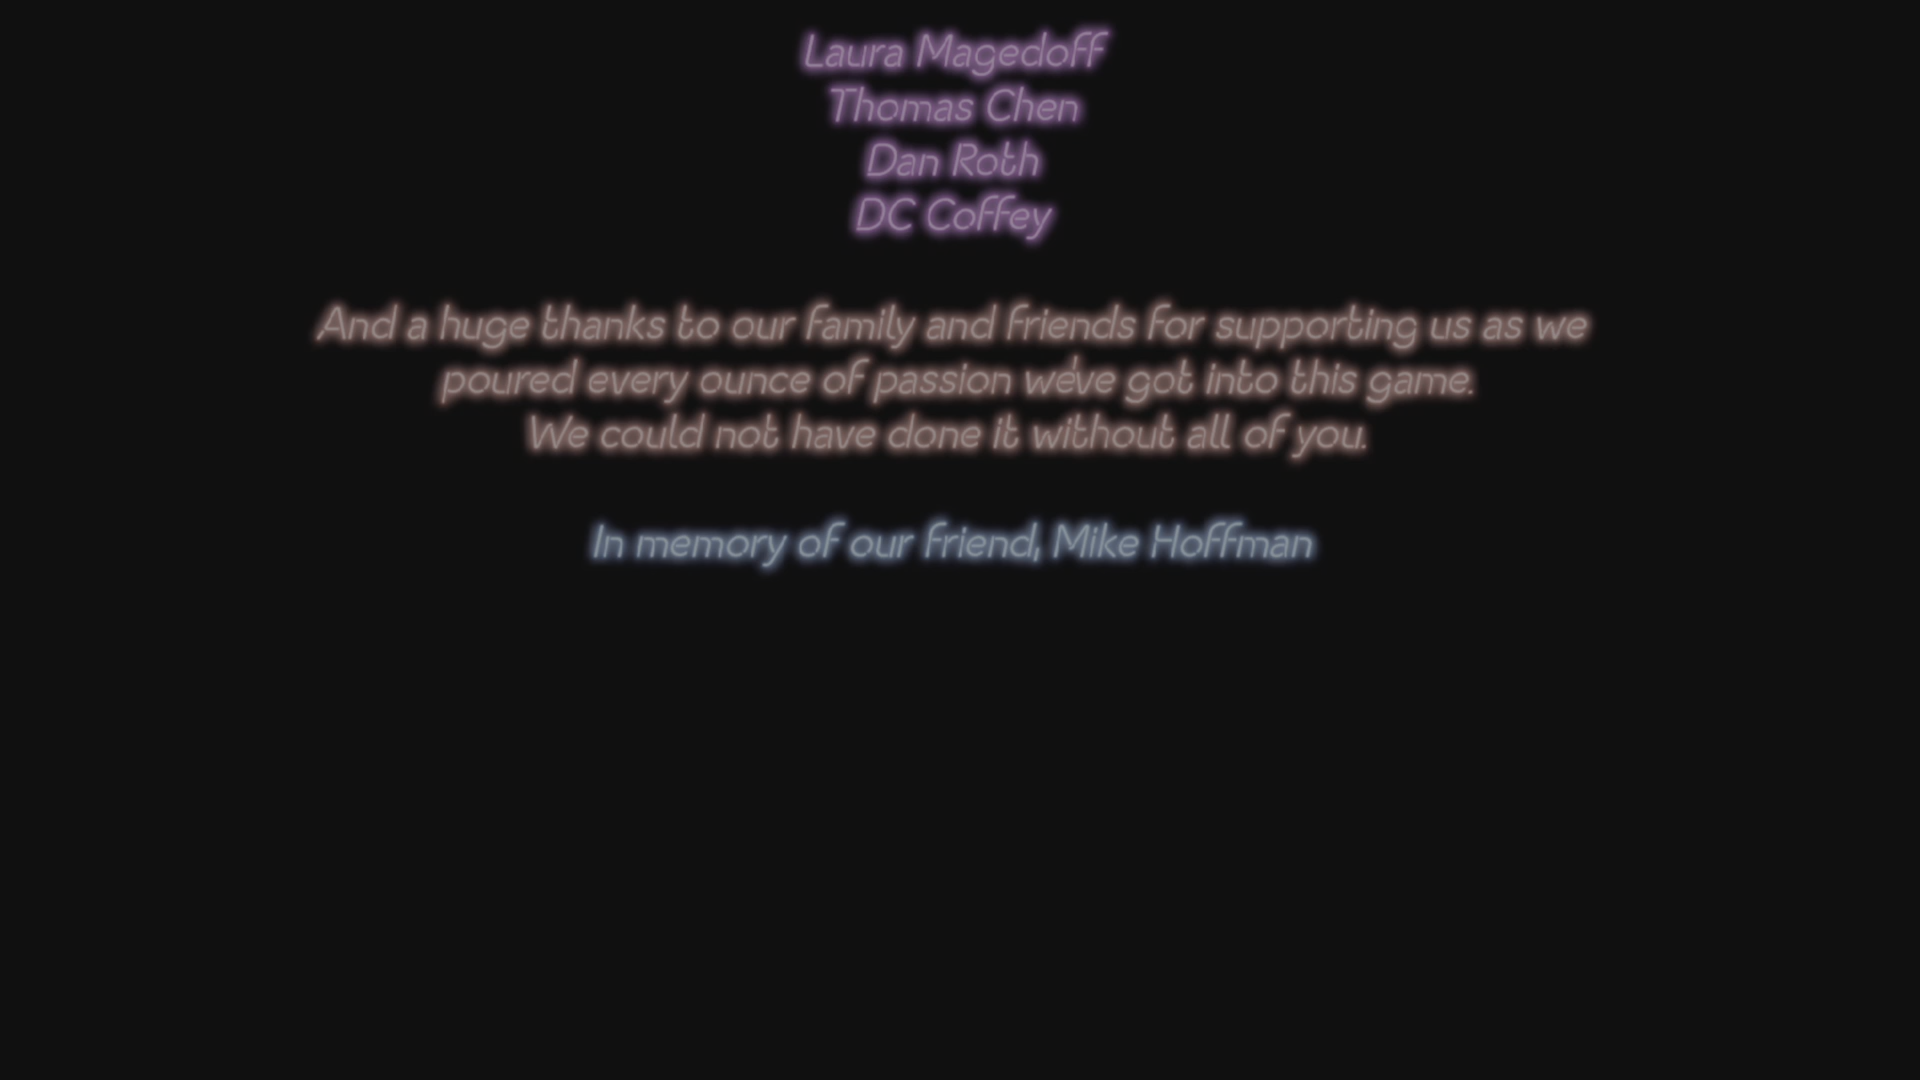 Laura Magedoff
Thomas Chen
Dan Roth
DC Coffey
And a huge thanks to our family and friends for supporting us as we
poured every ounce of passion we've got into this game.
We could not have done it without all of you.
In memory of our friend, Mike Hoffman